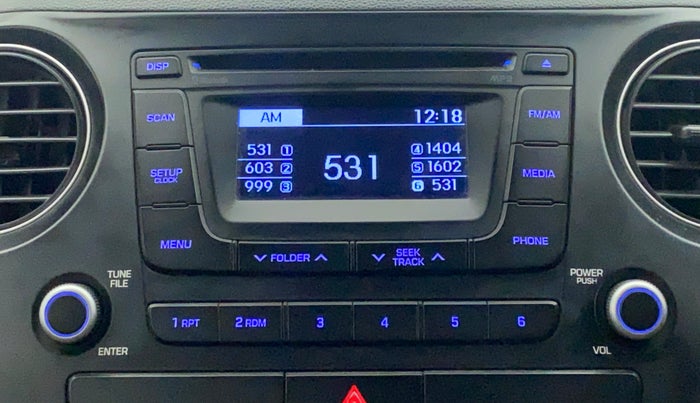 DISP
MP3
SCAN
FM/AM
AM 12:18
531 1
603 2
999 3
531
4 1404
5 1602
6 531
SETUP
CLOCK
MEDIA
MENU
FOLDER
SEEK
TRACK
PHONE
TUNE
FILE
POWER
PUSH
1 RPT
2 RDM
3
4
5
6
ENTER
VOL